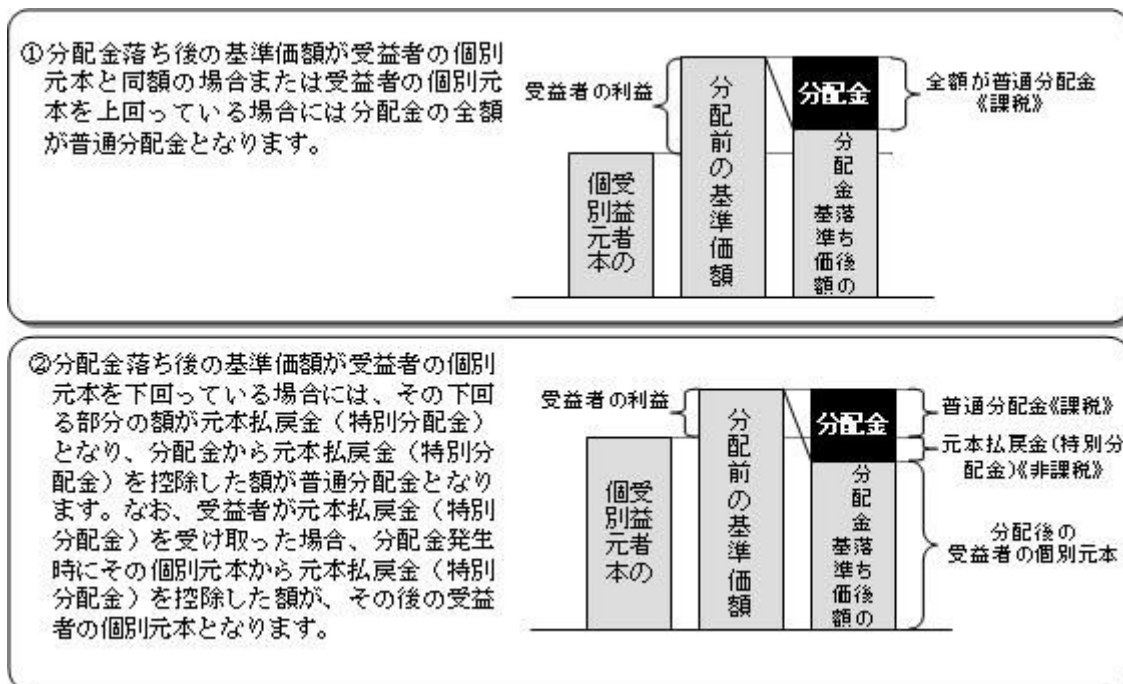 ①分配金落ち後の基準価額が受益者の個別
元本と同額の場合または受益者の個別元
本を上回っている場合には分配金の全額
が普通分配金となります。
受益者の利益
受益者の
個別元本
分配前の基準価額
分配金
分配金落ち後の
基準価額
全額が普通分配金
《課税》
②分配金落ち後の基準価額が受益者の個別
元本を下回っている場合には、その下回
る部分の額が元本払戻金（特別分配金）
となり、分配金から元本払戻金（特別分
配金）を控除した額が普通分配金となり
ます。なお、受益者が元本払戻金（特別
分配金）を受け取った場合、分配金発生
時にその個別元本から元本払戻金（特別
分配金）を控除した額が、その後の受益
者の個別元本となります。
受益者の利益
受益者の
個別元本
分配前の基準価額
分配金
分配金落ち後の
基準価額
普通分配金《課税》
元本払戻金(特別分
配金)《非課税》
分配後の
受益者の個別元本